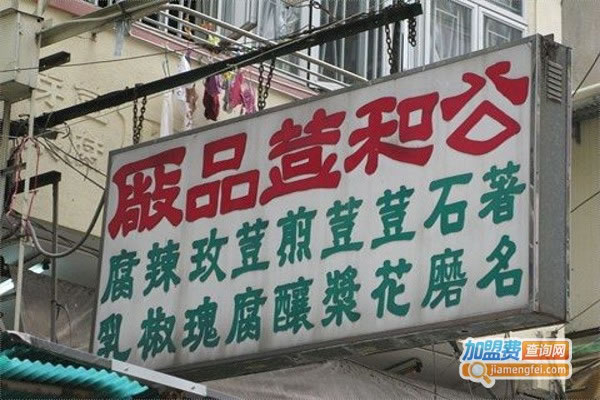 公和荳品厰
著名
石磨
荳花
荳漿
煎釀
荳腐
玫瑰
辣椒
腐乳
加盟费查询网
jiamengfei.com